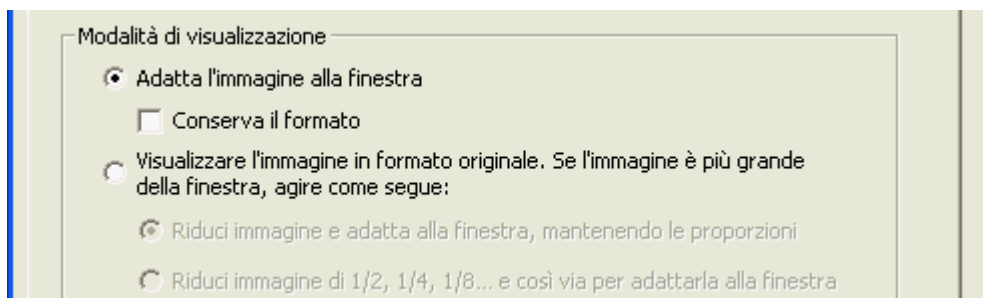 Modalità di visualizzazione
Adatta l'immagine alla finestra
Conserva il formato
Visualizzare l'immagine in formato originale. Se l'immagine è più grande
della finestra, agire come segue:
Riduci immagine e adatta alla finestra, mantenendo le proporzioni
Riduci immagine di 1/2, 1/4, 1/8... e così via per adattarla alla finestra